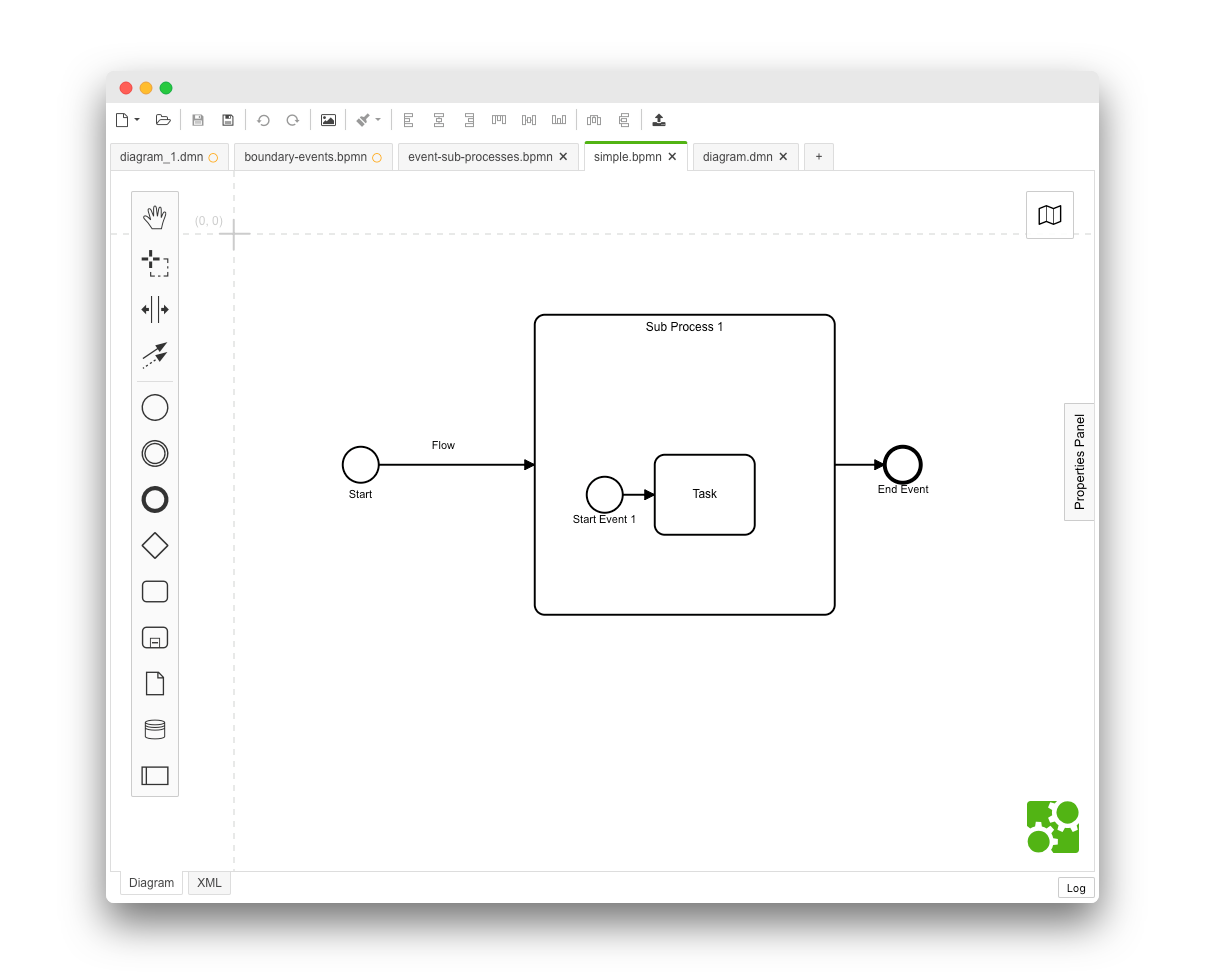 diagram_1.dmn
boundary-events.bpmn
event-sub-processes.bpmn
simple.bpmn
diagram.dmn
+
(0, 0)
Sub Process 1
Flow
Start
Start Event 1
Task
End Event
Properties Panel
Diagram
XML
Log